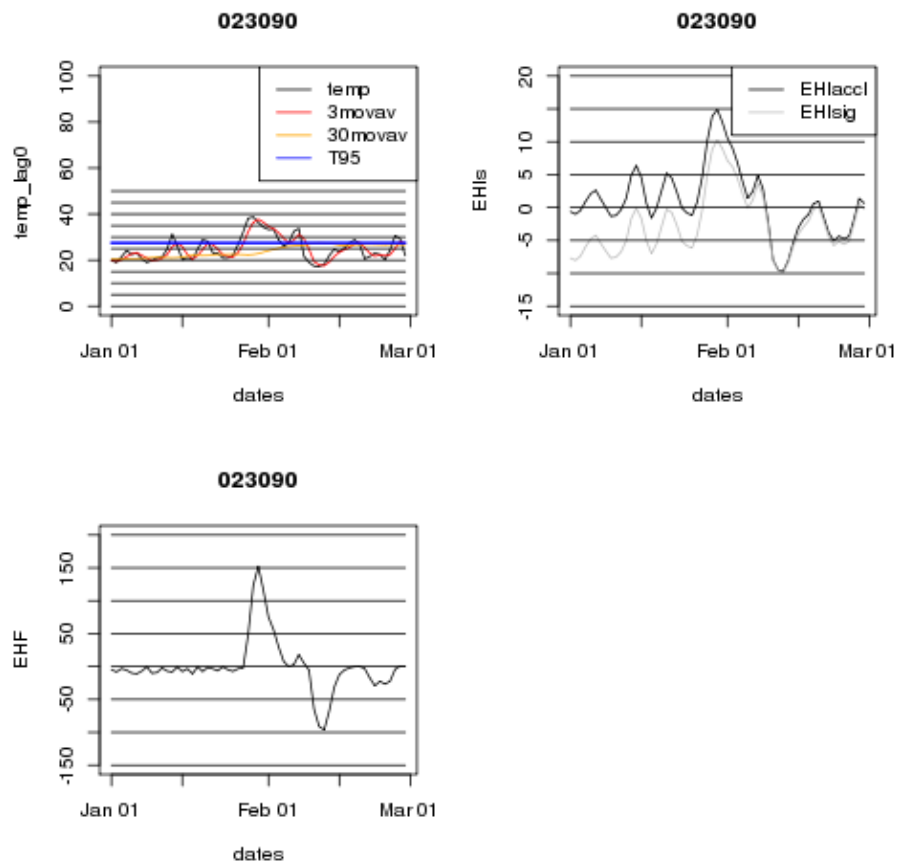 023090
temp_lag0
100
80
60
40
20
0
temp
3movav
30movav
T95
Jan 01
Feb 01
Mar 01
dates
023090
EHIs
20
10
5
0
-5
-15
EHIaccl
EHIsig
Jan 01
Feb 01
Mar 01
dates
023090
EHF
150
50
-50
-150
Jan 01
Feb 01
Mar 01
dates